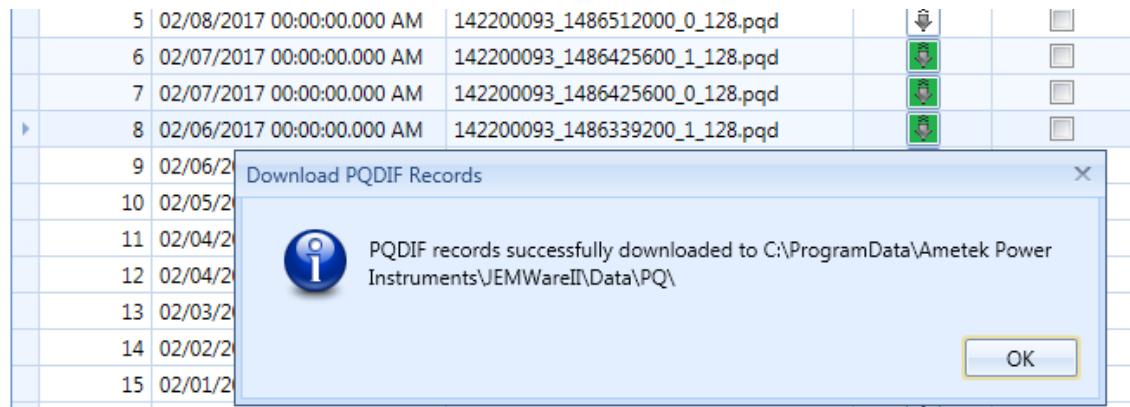 5 02/08/2017 00:00:00.000 AM 142200093_1486512000_0_128.pqd
6 02/07/2017 00:00:00.000 AM 142200093_1486425600_1_128.pqd
7 02/07/2017 00:00:00.000 AM 142200093_1486425600_0_128.pqd
8 02/06/2017 00:00:00.000 AM 142200093_1486339200_1_128.pqd
9 02/06/2
Download PQDIF Records
10 02/05/2
11 02/04/2
PQDIF records successfully downloaded to C:\ProgramData\Ametek Power
12 02/04/2
Instruments\JEMWareII\Data\PQ\
13 02/03/2
14 02/02/2
OK
15 02/01/2